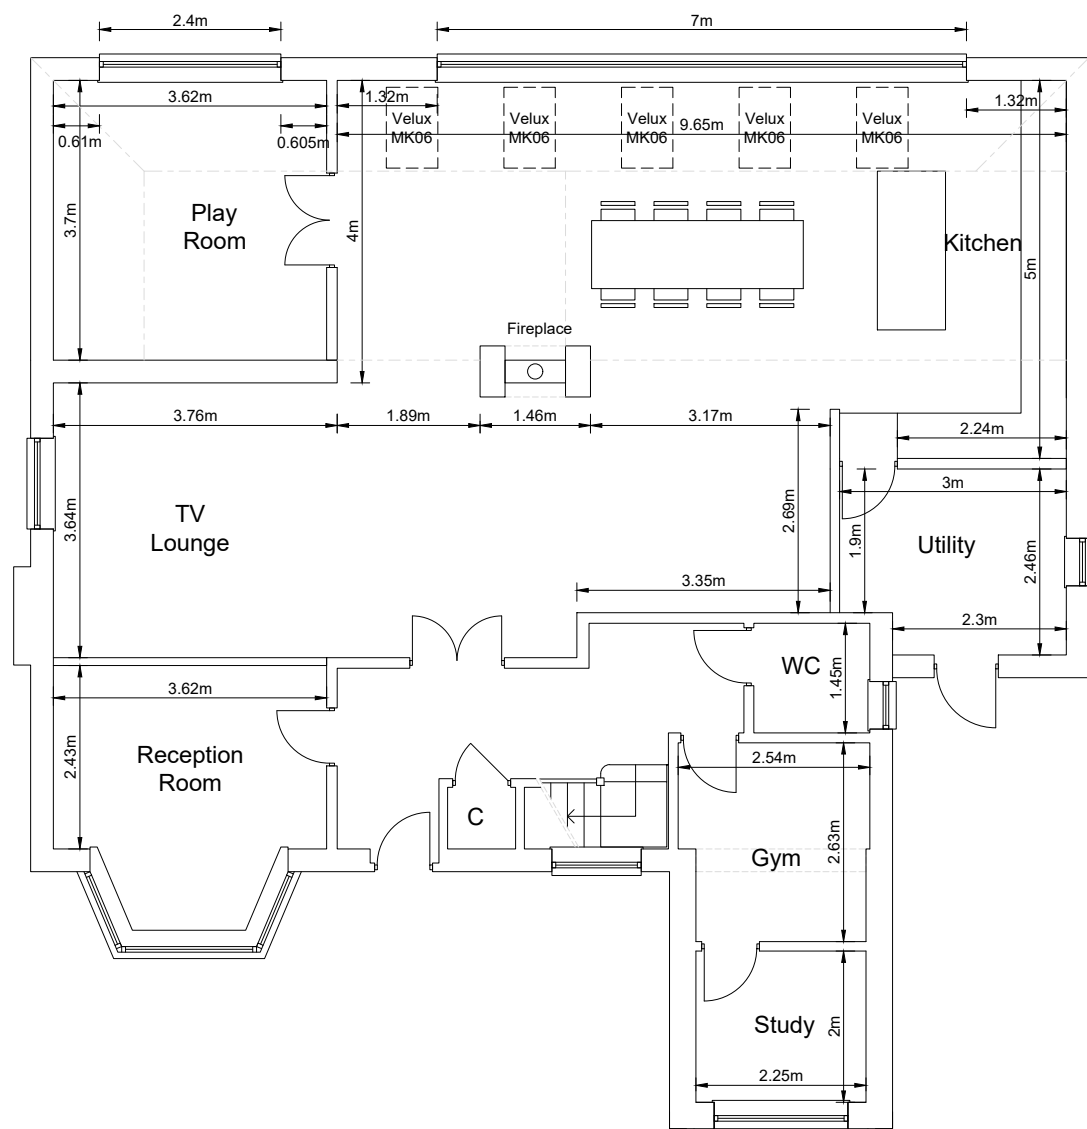 2.4m
7m
3.62m
1.32m
1.32m
Velux
MK06
Velux
MK06
Velux
MK06
Velux
MK06
Velux
MK06
9.65m
0.61m
0.605m
3.7m
Play
Room
4m
Kitchen
5m
Fireplace
3.76m
1.89m
1.46m
3.17m
2.24m
3m
3.64m
TV
Lounge
2.69m
1.9m
Utility
2.46m
3.35m
2.3m
WC
1.45m
3.62m
2.43m
Reception
Room
2.54m
C
Gym
2.63m
Study
2m
2.25m